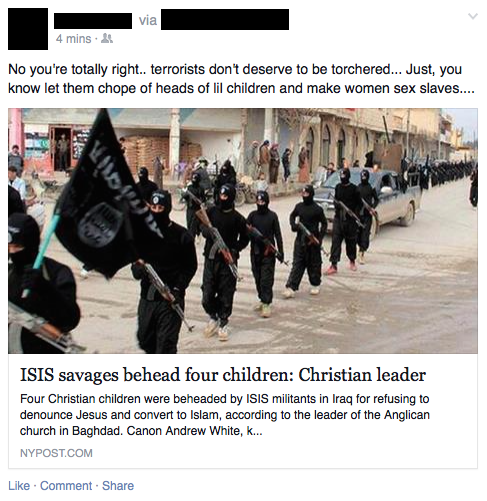 via
4 mins ·
No you're totally right.. terrorists don't deserve to be torchered... Just, you
know let them chope of heads of lil children and make women sex slaves....
ISIS savages behead four children: Christian leader
Four Christian children were beheaded by ISIS militants in Iraq for refusing to
denounce Jesus and convert to Islam, according to the leader of the Anglican
church in Baghdad. Canon Andrew White, k...
NYPOST.COM
Like · Comment · Share